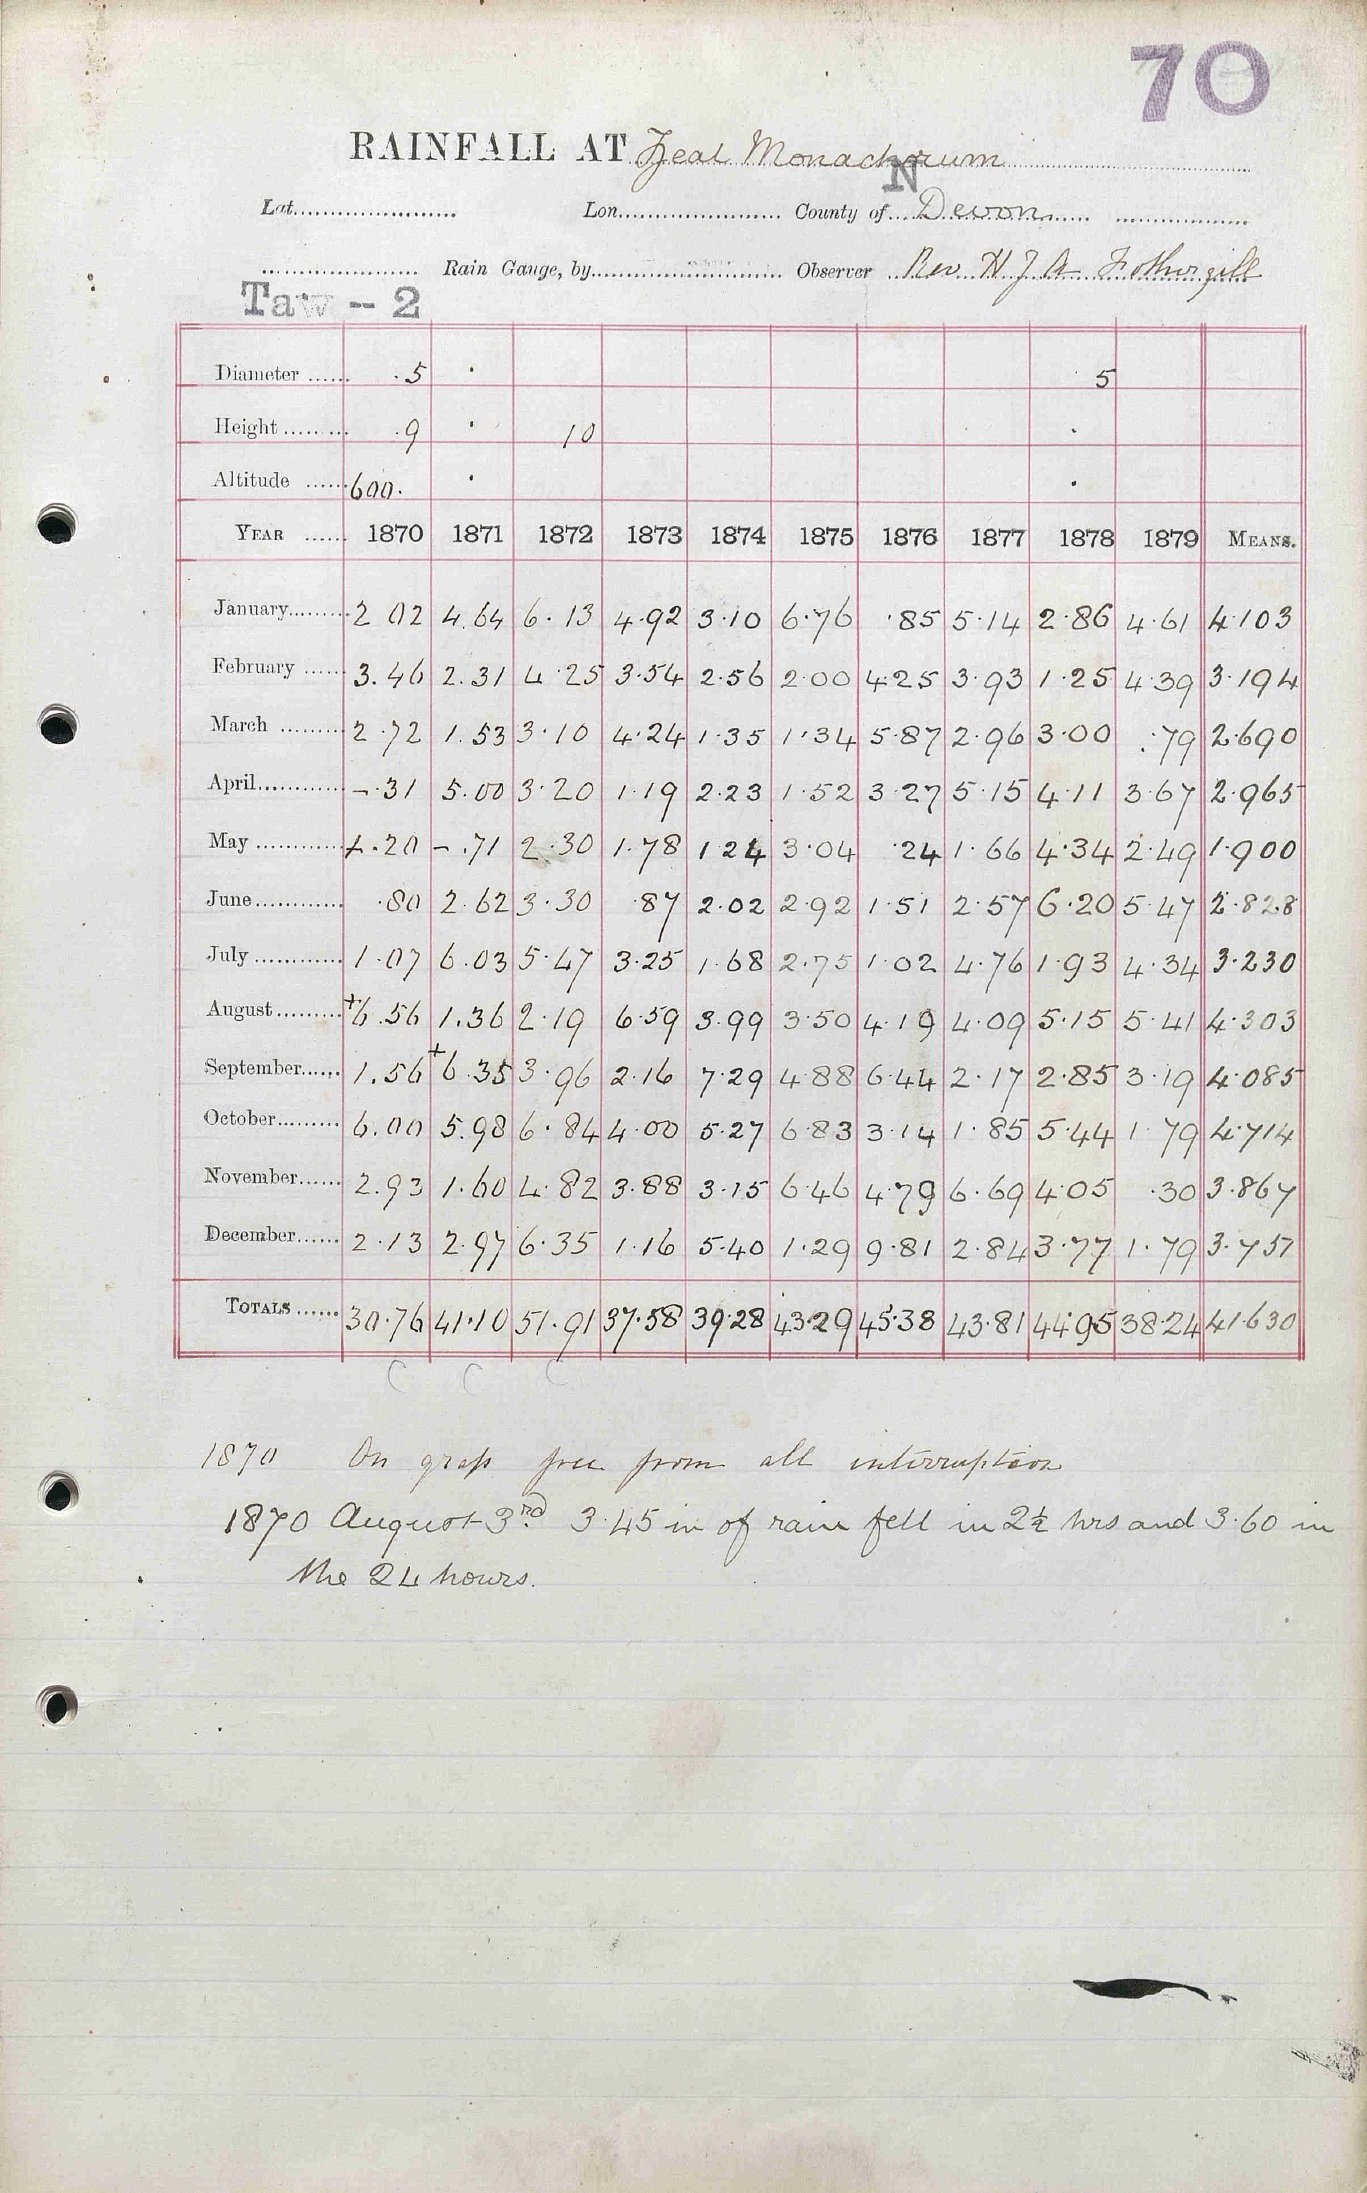 70
RAINFALL AT Zeal Monachorum
N
Lat. Lon. County of Devon
Rain Gauge, by Observer Rev H J A Fothergill
Taw - 2
Diameter ...... .5 . 5
Height ........ .9 . 10 .
Altitude ...... 600. . .
YEAR ...... 1870 1871 1872 1873 1874 1875 1876 1877 1878 1879 MEANS.
January......... 2 02 4.64 6.13 4.92 3.10 6.76 .85 5.14 2.86 4.61 4.103
February ...... 3.46 2.31 4.25 3.54 2.56 2.00 4.25 3.93 1.25 4.39 3.194
March ......... 2.72 1.53 3.10 4.24 1.35 1.34 5.87 2.96 3.00 .79 2.690
April............ -.31 5.00 3.20 1.19 2.23 1.52 3.27 5.15 4.11 3.67 2.965
May ............ +.20 -.71 2.30 1.78 1.24 3.04 .24 1.66 4.34 2.49 1.900
June............ .80 2.62 3.30 .87 2.02 2.92 1.51 2.57 6.20 5.47 2.828
July ............ 1.07 6.03 5.47 3.25 1.68 2.75 1.02 4.76 1.93 4.34 3.230
August ......... +6.56 1.36 2.19 6.59 3.99 3.50 4.19 4.09 5.15 5.41 4.303
September...... 1.56 +6.35 3.96 2.16 7.29 4.88 6.44 2.17 2.85 3.19 4.085
October......... 6.00 5.98 6.84 4.00 5.27 6.83 3.14 1.85 5.44 1.79 4.714
November...... 2.93 1.60 4.82 3.88 3.15 6.46 4.79 6.69 4.05 .30 3.867
December...... 2.13 2.97 6.35 1.16 5.40 1.29 9.81 2.84 3.77 1.79 3.751
TOTALS ...... 30.76 41.10 51.91 37.58 39.28 43.29 45.38 43.81 44.95 38.24 41.630
C C C
1870 On grass free from all interruption
1870 August 3rd. 3.45 in of rain fell in 2½ hrs and 3.60 in
the 24 hours.